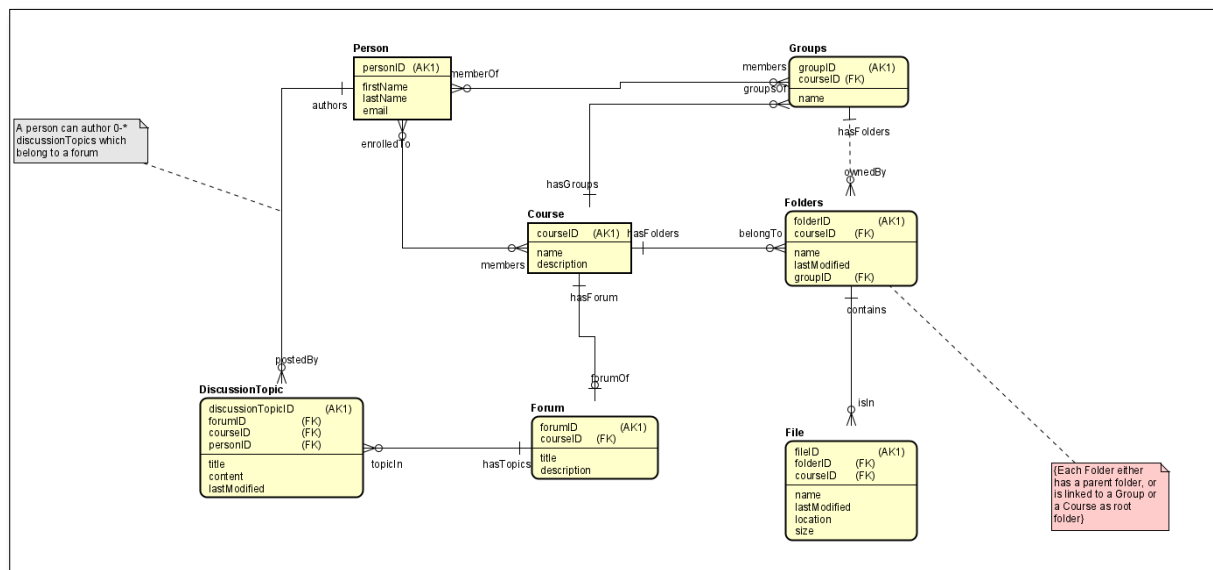 Person
personID (AK1)
firstName
lastName
email
memberOf
authors
enrolledTo
A person can author 0-*
discussionTopics which
belong to a forum
Groups
members
groupsOf
groupID (AK1)
courseID (FK)
name
hasFolders
ownedBy
hasGroups
Course
courseID (AK1)
name
description
hasFolders
belongTo
members
hasForum
Folders
folderID (AK1)
courseID (FK)
name
lastModified
groupID (FK)
contains
isIn
postedBy
forumOf
DiscussionTopic
discussionTopicID (AK1)
forumID (FK)
courseID (FK)
personID (FK)
title
content
lastModified
topicIn
hasTopics
Forum
forumID (AK1)
courseID (FK)
title
description
File
fileID (AK1)
folderID (FK)
courseID (FK)
name
lastModified
location
size
{Each Folder either
has a parent folder, or
is linked to a Group or
a Course as root
folder}